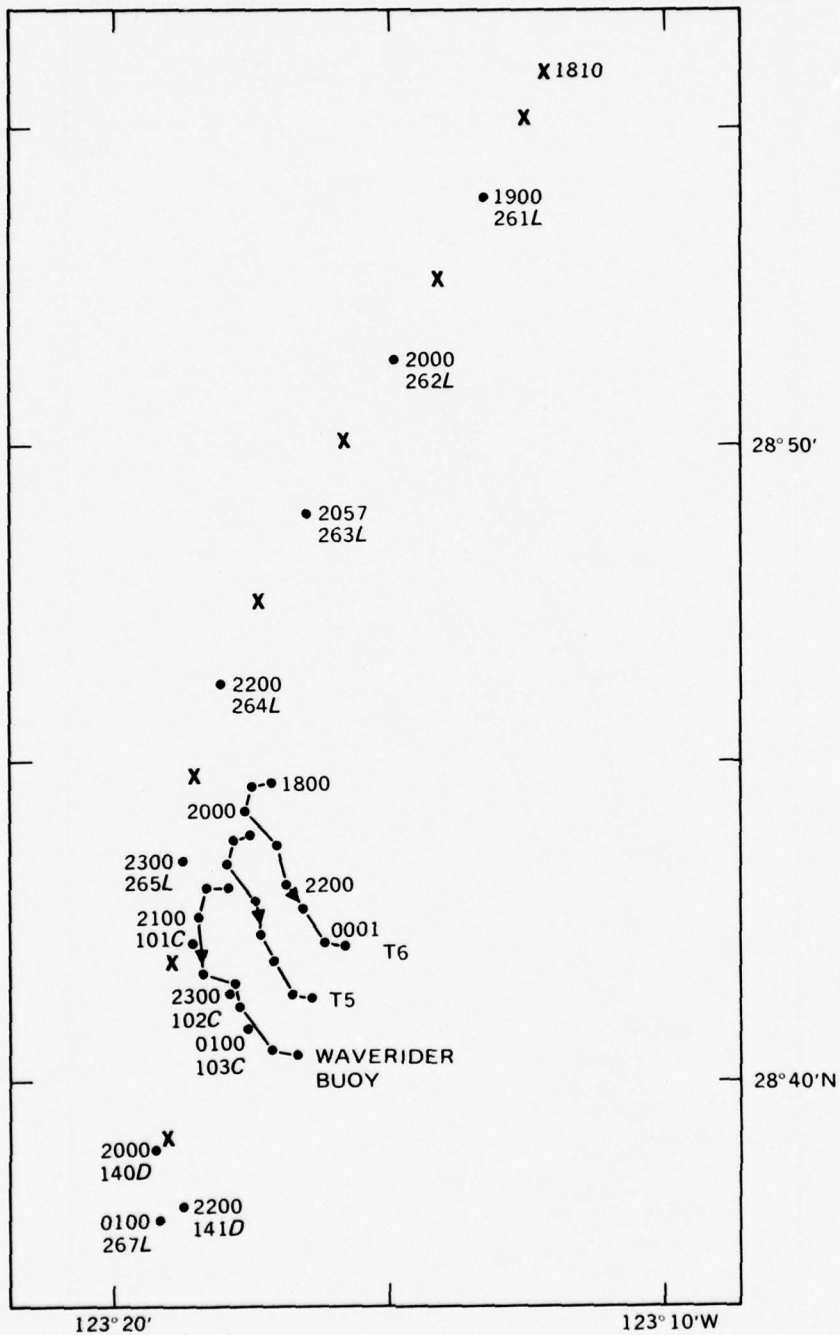 X 1810
X
1900
261L
X
2000
262L
X
28°50'
2057
263L
X
2200
264L
X
1800
2000
2300
265L
2200
2100
101C
0001
T6
X
2300
102C
T5
0100
103C
WAVERIDER
BUOY
28°40'N
X
2000
140D
2200
141D
0100
267L
123°20'
123°10'W